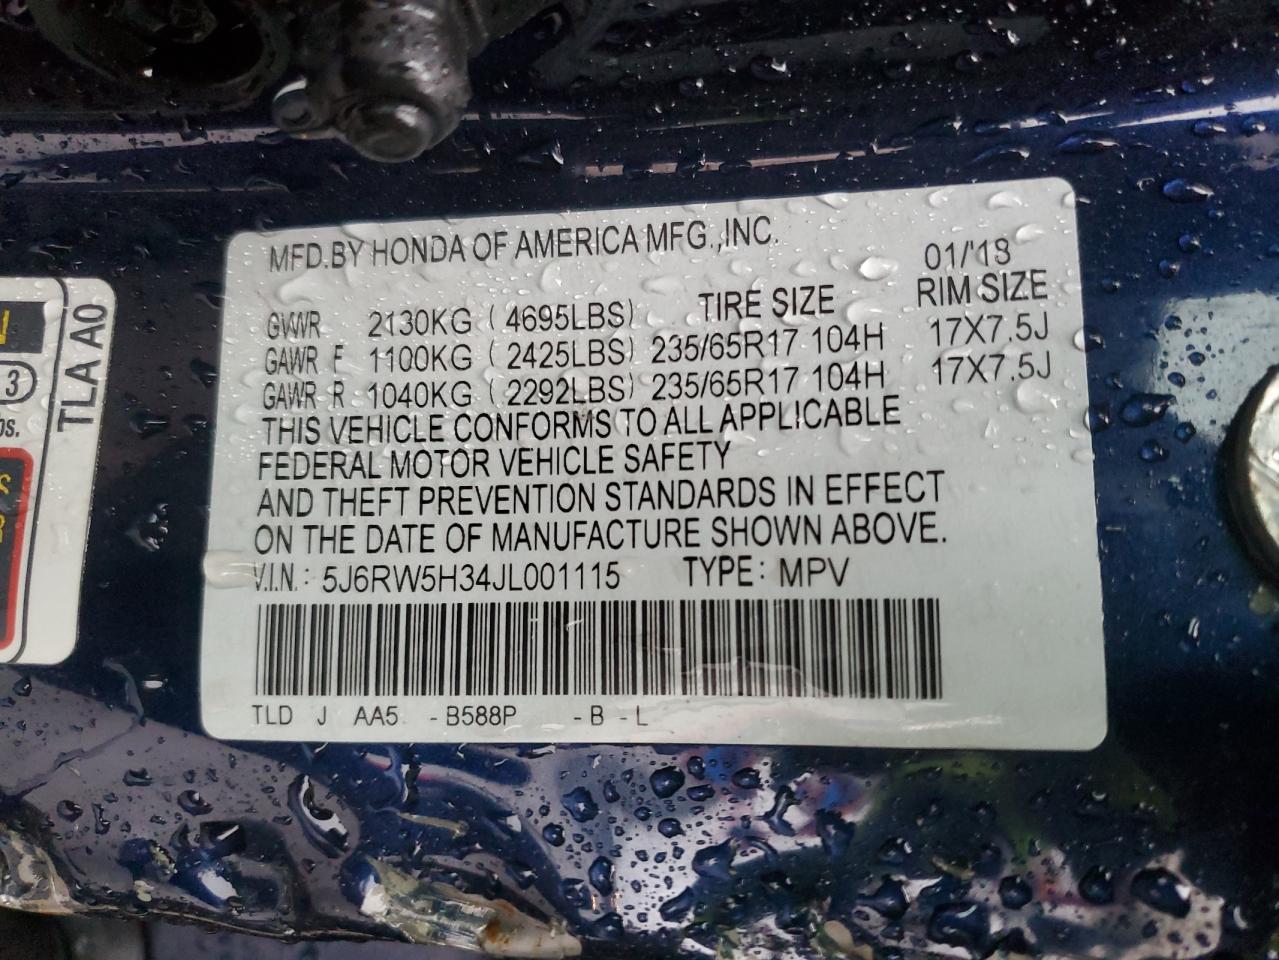 MFD.BY HONDA OF AMERICA MFG.,INC.
01/'18
TIRE SIZE RIM SIZE
GVWR 2130KG ( 4695LBS)
GAWR F 1100KG ( 2425LBS) 235/65R17 104H 17X7.5J
GAWR R 1040KG ( 2292LBS) 235/65R17 104H 17X7.5J
THIS VEHICLE CONFORMS TO ALL APPLICABLE
FEDERAL MOTOR VEHICLE SAFETY
AND THEFT PREVENTION STANDARDS IN EFFECT
ON THE DATE OF MANUFACTURE SHOWN ABOVE.
V.I.N.: 5J6RW5H34JL001115 TYPE: MPV
TLD J AA5 -B588P -B -L
TLA A0
3